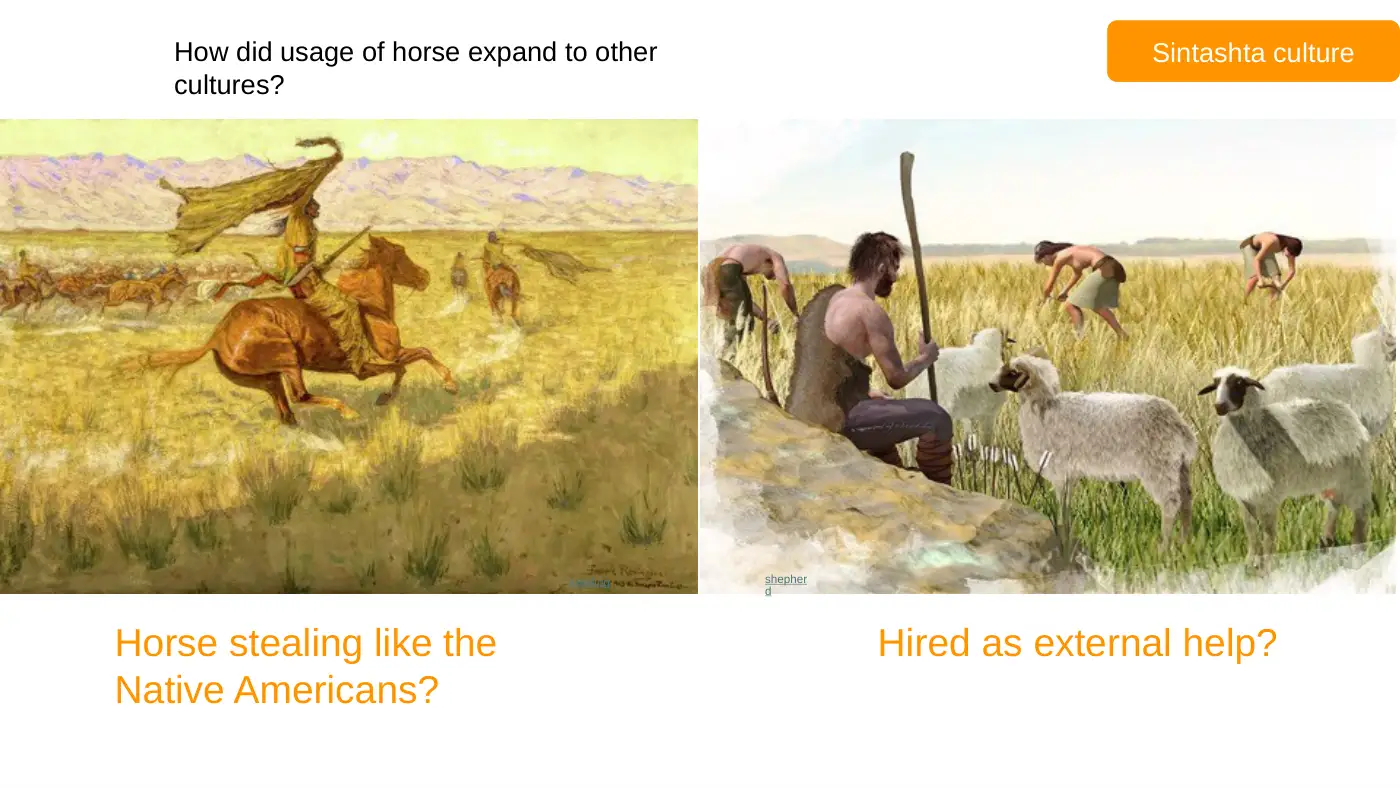 How did usage of horse expand to other
cultures?
Sintashta culture
shepher
d
Horse stealing like the
Native Americans?
Hired as external help?